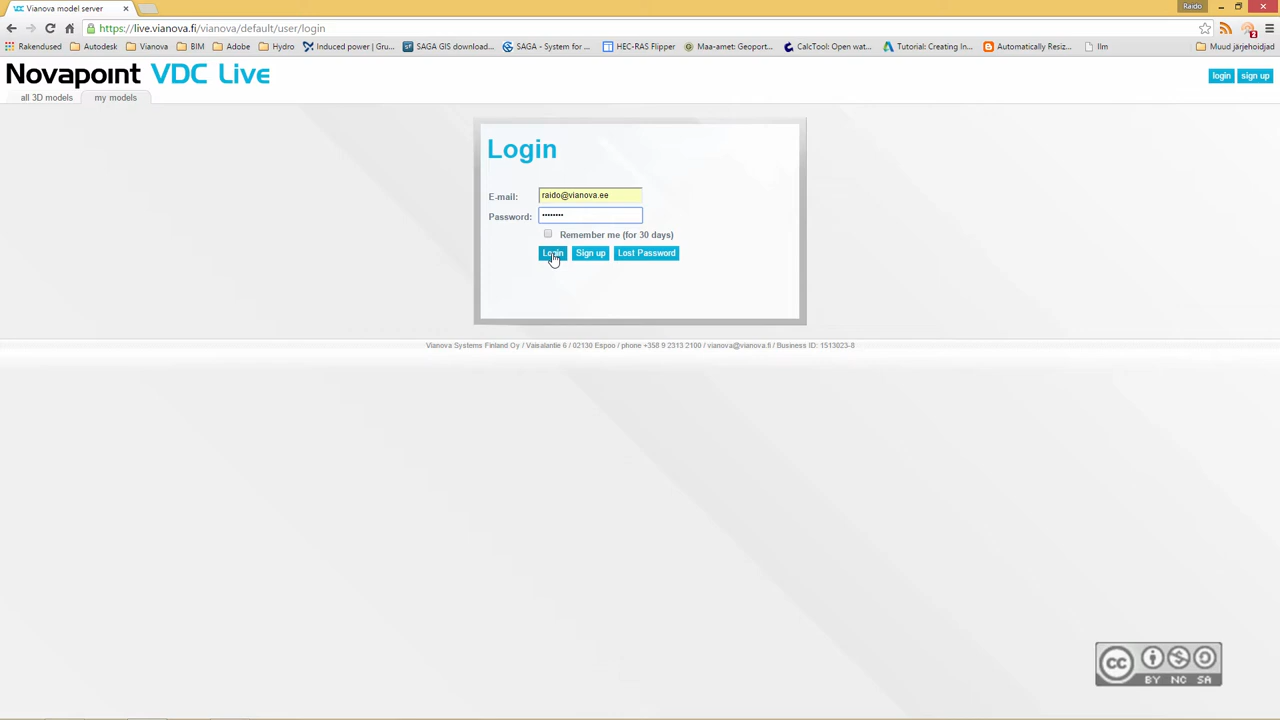 Vianova model server
Raido
https://live.vianova.fi/vianova/default/user/login
Rakendused Autodesk Vianova BIM Adobe Hydro Induced power | Gru... SAGA GIS download... SAGA - System for ... HEC-RAS Flipper Maa-amet: Geoport... CalcTool: Open wat... Tutorial: Creating In... Automatically Resiz... Ilm Muud järjehoidjad
Novapoint VDC Live
login sign up
all 3D models my models
Login
E-mail: raido@vianova.ee
Password: ••••••••
Remember me (for 30 days)
Login Sign up Lost Password
Vianova Systems Finland Oy / Vaisalantie 6 / 02130 Espoo / phone +358 9 2313 2100 / vianova@vianova.fi / Business ID: 1513023-8
CC
BY NC SA